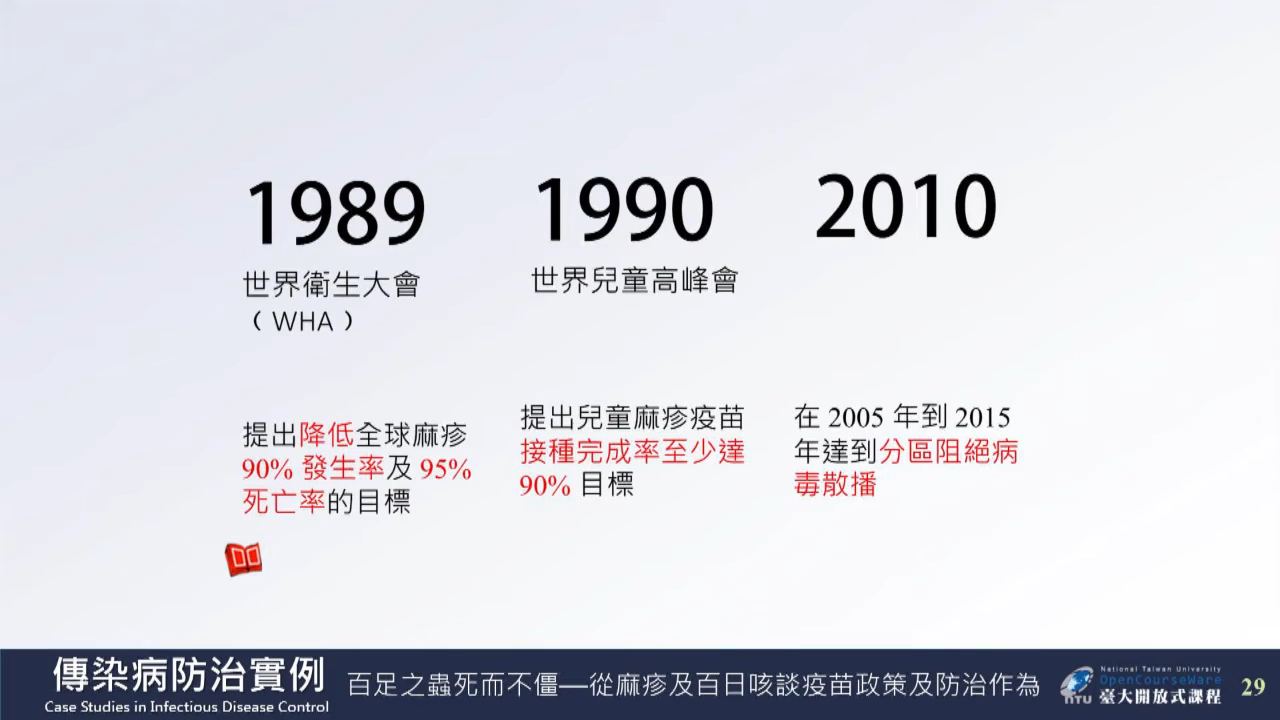 1989
世界衛生大會
（WHA）
提出降低全球麻疹
90% 發生率及 95%
死亡率的目標
1990
世界兒童高峰會
提出兒童麻疹疫苗
接種完成率至少達
90% 目標
2010
在 2005 年到 2015
年達到分區阻絕病
毒散播
傳染病防治實例
Case Studies in Infectious Disease Control
百足之蟲死而不僵—從麻疹及百日咳談疫苗政策及防治作為
NTU
National Taiwan University
OpenCourseWare
臺大開放式課程
29